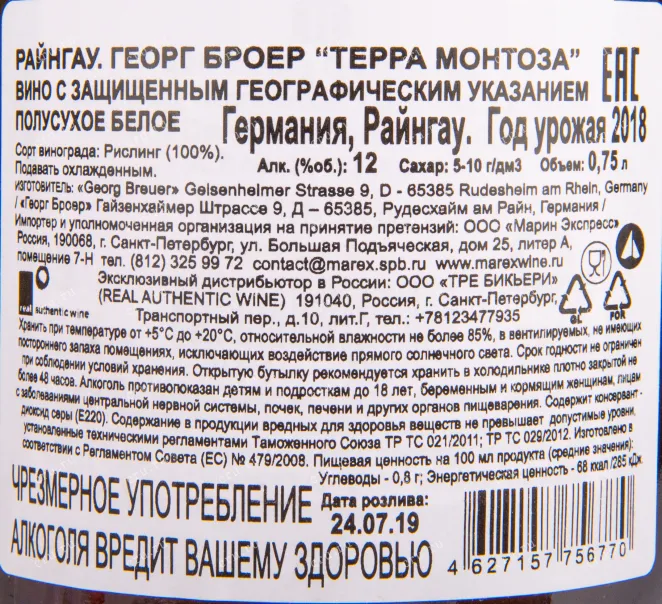 РАЙНГАУ. ГЕОРГ БРОЕР “ТЕРРА МОНТОЗА”
EAC
ВИНО С ЗАЩИЩЕННЫМ ГЕОГРАФИЧЕСКИМ УКАЗАНИЕМ
ПОЛУСУХОЕ БЕЛОЕ
Германия, Райнгау. Год урожая 2018
Сорт винограда: Рислинг (100%).
Алк. (%об.): 12 Сахар: 5-10 г/дм3 Объем: 0,75 л
Подавать охлажденным.
изготовитель: «Georg Breuer» Geisenheimer Strasse 9, D - 65385 Rudesheim am Rhein, Germany
/ «Георг Броер» Гайзенхаймер Штрассе 9, Д – 65385, Рудесхайм ам Райн, Германия /
Импортер и уполномоченная организация на принятие претензий: ООО «Марин Экспресс»
Россия, 190068, г. Санкт-Петербург, ул. Большая Подъяческая, дом 25, литер А,
помещение 7-Н тел. (812) 325 99 72 contact@marex.spb.ru www.marexwine.ru
Эксклюзивный дистрибьютор в России: ООО «ТРЕ БИКЬЕРИ»
(REAL AUTHENTIC WINE) 191040, Россия, г. Санкт-Петербург,
real authentic wine
Транспортный пер., д.10, лит.Г, тел.: +78123477935
GL
POR
Хранить при температуре от +5°С до +20°С, относительной влажности не более 85%, в вентилируемых, не имеющих
постороннего запаха помещениях, исключающих воздействие прямого солнечного света. Срок годности не ограничен
при соблюдении условий хранения. Открытую бутылку рекомендуется хранить в холодильнике плотно закрытой не
более 48 часов. Алкоголь противопоказан детям и подросткам до 18 лет, беременным и кормящим женщинам, лицам
с заболеваниями центральной нервной системы, почек, печени и других органов пищеварения. Содержит консервант -
диоксид серы (Е220). Содержание в продукции вредных для здоровья веществ не превышает допустимые уровни,
установленные техническими регламентами Таможенного Союза ТР ТС 021/2011; ТР ТС 029/2012. Изготовлено в
соответствии с Регламентом Совета (ЕС) № 479/2008. Пищевая ценность на 100 мл продукта (средние значения):
Углеводы - 0,8 г; Энергетическая ценность - 68 ккал /285 кДж
ЧРЕЗМЕРНОЕ УПОТРЕБЛЕНИЕ
АЛКОГОЛЯ ВРЕДИТ ВАШЕМУ ЗДОРОВЬЮ
Дата розлива:
24.07.19
4 627157 756770